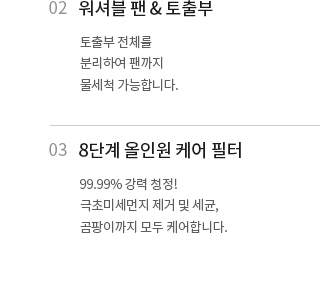 02 워셔블 팬 & 토출부
토출부 전체를
분리하여 팬까지
물세척 가능합니다.
03 8단계 올인원 케어 필터
99.99% 강력 청정!
극초미세먼지 제거 및 세균,
곰팡이까지 모두 케어합니다.